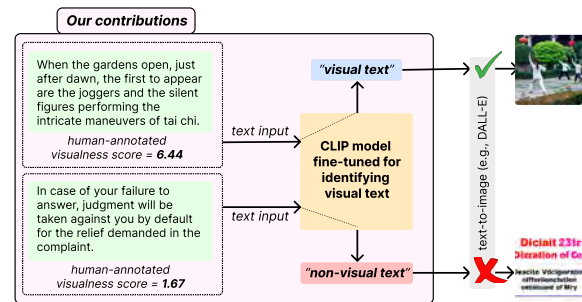 Our contributions
When the gardens open, just
after dawn, the first to appear
are the joggers and the silent
figures performing the
intricate maneuvers of tai chi.
human-annotated
visualness score = 6.44
text input
In case of your failure to
answer, judgment will be
taken against you by default
for the relief demanded in the
complaint.
human-annotated
visualness score = 1.67
text input
"visual text"
CLIP model
fine-tuned for
identifying
visual text
"non-visual text"
text-to-image (e.g., DALL-E)